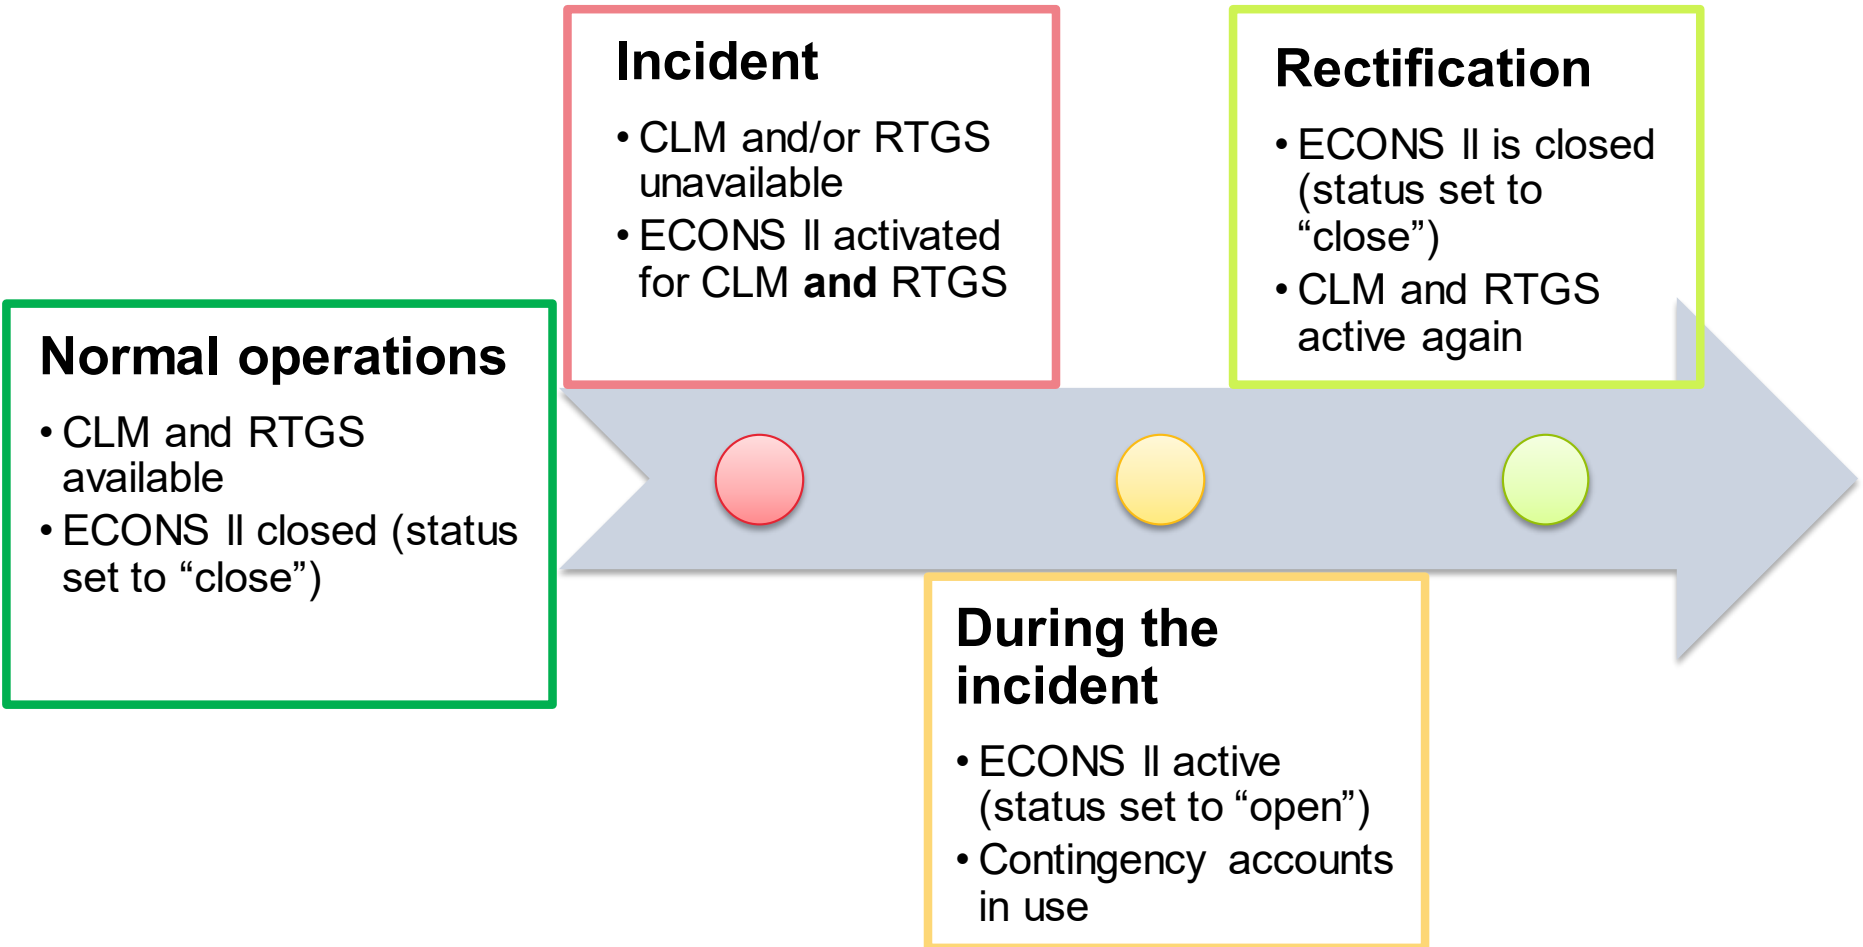 Normal operations
• CLM and RTGS
available
• ECONS II closed (status
set to “close”)
Incident
• CLM and/or RTGS
unavailable
• ECONS II activated
for CLM and RTGS
During the
incident
• ECONS II active
(status set to “open”)
• Contingency accounts
in use
Rectification
• ECONS II is closed
(status set to
“close”)
• CLM and RTGS
active again